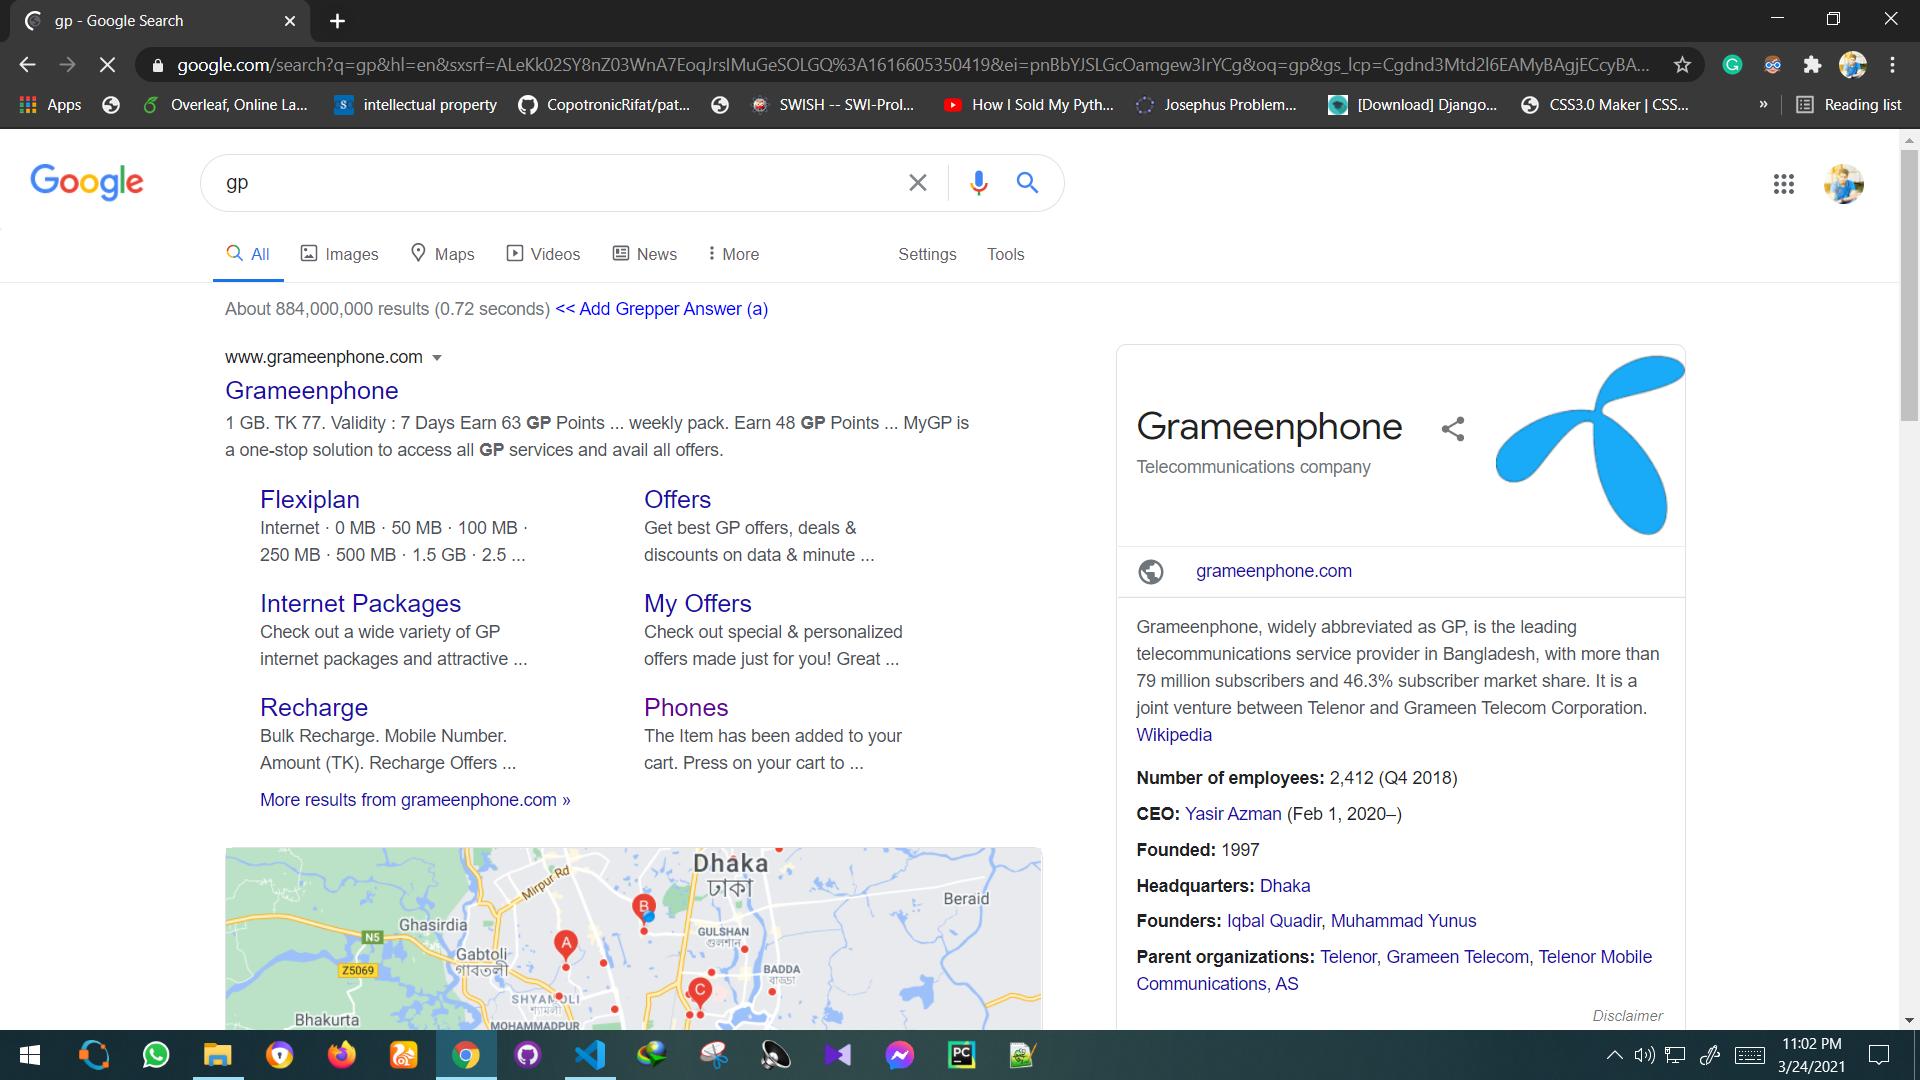 gp - Google Search
google.com/search?q=gp&hl=en&sxsrf=ALeKk02SY8nZ03WnA7EoqJrsIMuGeSOLGQ%3A1616605350419&ei=pnBbYJSLGcOamgew3IrYCg&oq=gp&gs_lcp=Cgdnd3Mtd2l6EAMyBAgjECcyBA...
Apps Overleaf, Online La... intellectual property CopotronicRifat/pat... SWISH -- SWI-Prol... How I Sold My Pyth... Josephus Problem... [Download] Django... CSS3.0 Maker | CSS... » Reading list
Google gp
All Images Maps Videos News More Settings Tools
About 884,000,000 results (0.72 seconds) << Add Grepper Answer (a)
www.grameenphone.com
Grameenphone
1 GB. TK 77. Validity : 7 Days Earn 63 GP Points ... weekly pack. Earn 48 GP Points ... MyGP is
a one-stop solution to access all GP services and avail all offers.
Flexiplan
Internet · 0 MB · 50 MB · 100 MB ·
250 MB · 500 MB · 1.5 GB · 2.5 ...
Offers
Get best GP offers, deals &
discounts on data & minute ...
Internet Packages
Check out a wide variety of GP
internet packages and attractive ...
My Offers
Check out special & personalized
offers made just for you! Great ...
Recharge
Bulk Recharge. Mobile Number.
Amount (TK). Recharge Offers ...
Phones
The Item has been added to your
cart. Press on your cart to ...
More results from grameenphone.com »
Dhaka
ঢাকা
Mirpur Rd
Beraid
B
Ghasirdia
N5
A
GULSHAN
গুলশান
Gabtoli
গাবতলী
Z5069
BADDA
বাড্ডা
C
SHYAMOLI
শ্যামলী
Bhakurta
MOHAMMADPUR
Grameenphone
Telecommunications company
grameenphone.com
Grameenphone, widely abbreviated as GP, is the leading
telecommunications service provider in Bangladesh, with more than
79 million subscribers and 46.3% subscriber market share. It is a
joint venture between Telenor and Grameen Telecom Corporation.
Wikipedia
Number of employees: 2,412 (Q4 2018)
CEO: Yasir Azman (Feb 1, 2020–)
Founded: 1997
Headquarters: Dhaka
Founders: Iqbal Quadir, Muhammad Yunus
Parent organizations: Telenor, Grameen Telecom, Telenor Mobile
Communications, AS
Disclaimer
PC
11:02 PM
3/24/2021